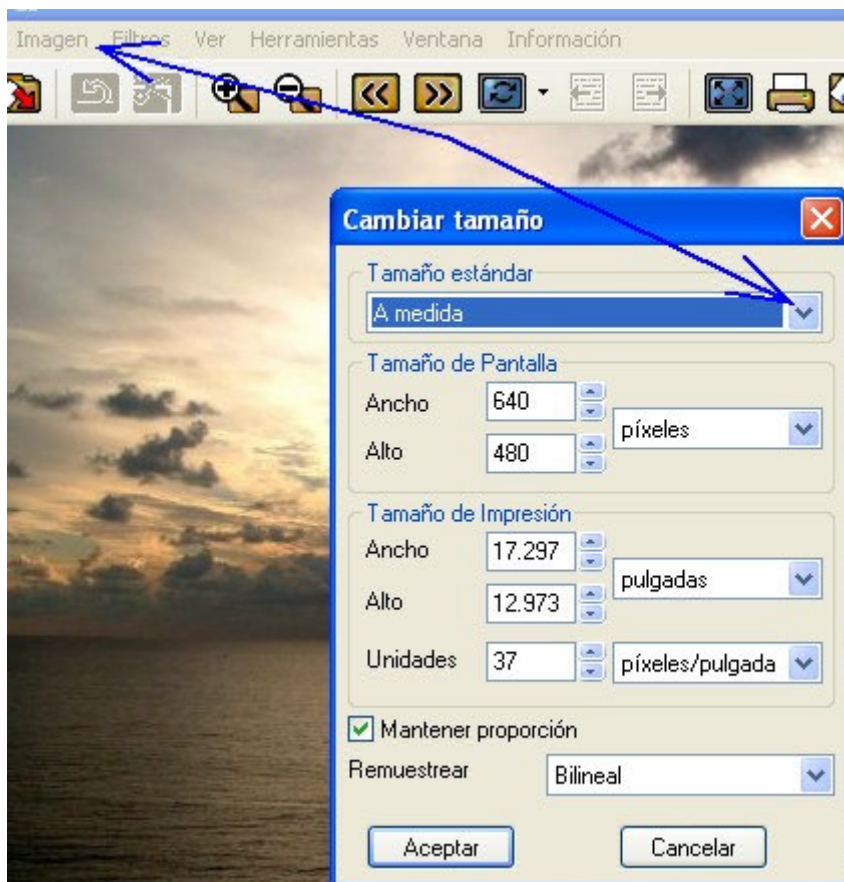 Imagen Filtros Ver Herramientas Ventana Información
Cambiar tamaño
Tamaño estándar
A medida
Tamaño de Pantalla
Ancho 640
píxeles
Alto 480
Tamaño de Impresión
Ancho 17.297
pulgadas
Alto 12.973
Unidades 37 píxeles/pulgada
Mantener proporción
Remuestrear Bilineal
Aceptar Cancelar